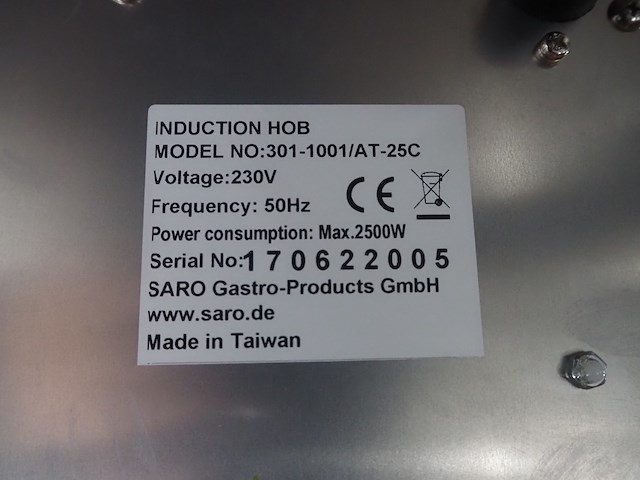 INDUCTION HOB
MODEL NO:301-1001/AT-25C
Voltage:230V
CE
Frequency: 50Hz
Power consumption: Max.2500W
Serial No:170622005
SARO Gastro-Products GmbH
www.saro.de
Made in Taiwan